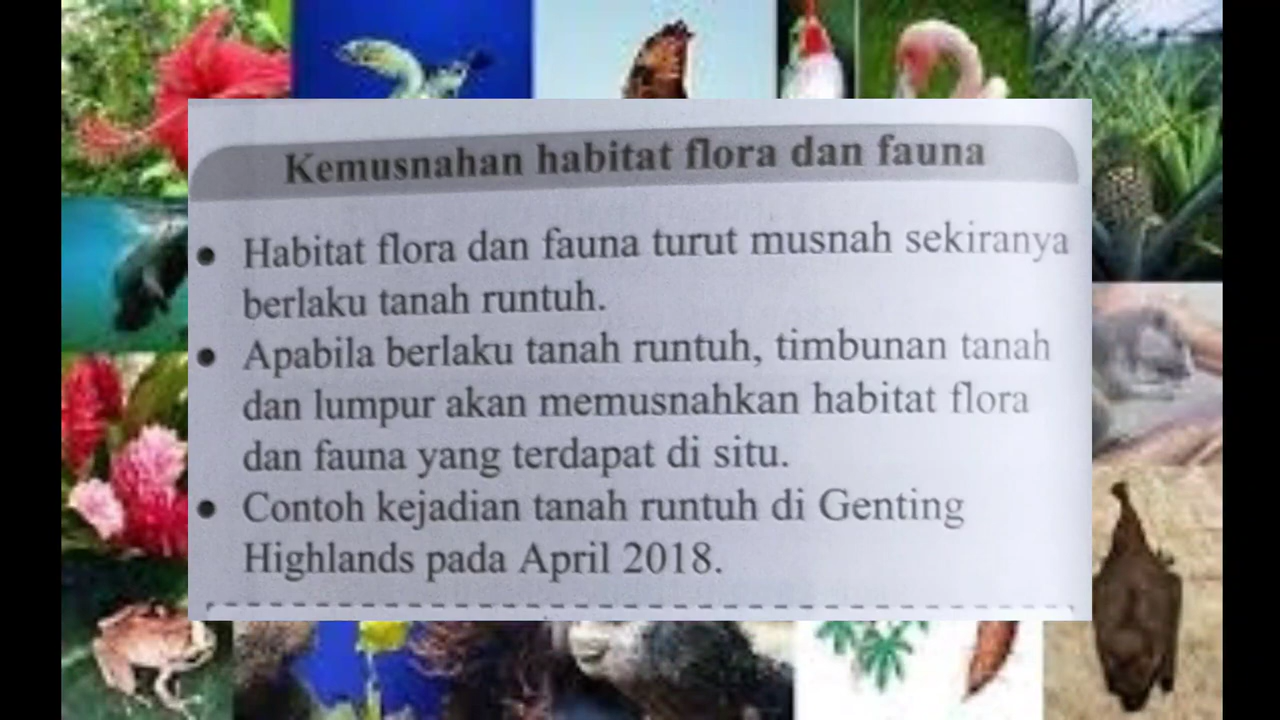 Kemusnahan habitat flora dan fauna
• Habitat flora dan fauna turut musnah sekiranya
berlaku tanah runtuh.
• Apabila berlaku tanah runtuh, timbunan tanah
dan lumpur akan memusnahkan habitat flora
dan fauna yang terdapat di situ.
• Contoh kejadian tanah runtuh di Genting
Highlands pada April 2018.